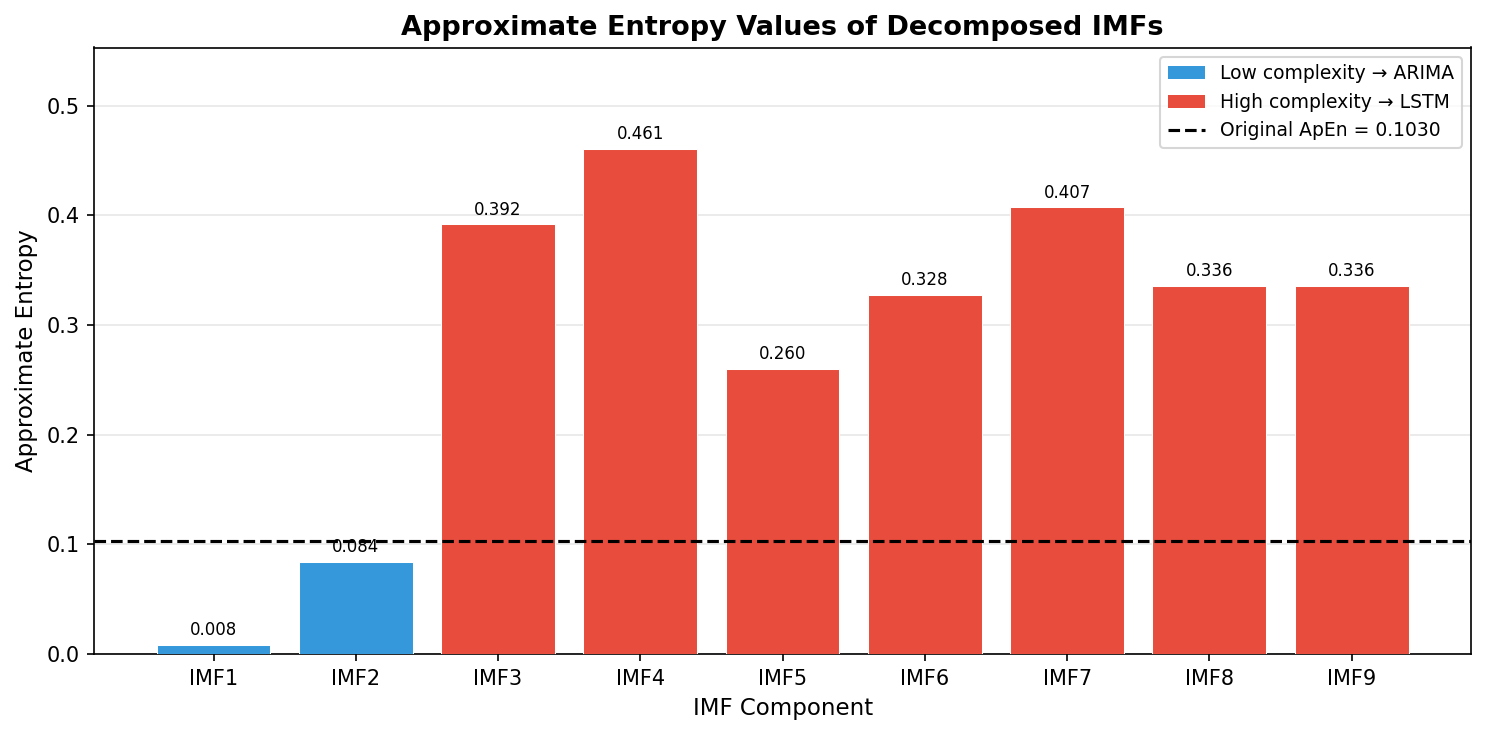 Approximate Entropy Values of Decomposed IMFs
Low complexity → ARIMA
High complexity → LSTM
Original ApEn = 0.1030
Approximate Entropy
0.5
0.4
0.3
0.2
0.1
0.0
0.008
0.084
0.392
0.461
0.260
0.328
0.407
0.336
0.336
IMF1 IMF2 IMF3 IMF4 IMF5 IMF6 IMF7 IMF8 IMF9
IMF Component